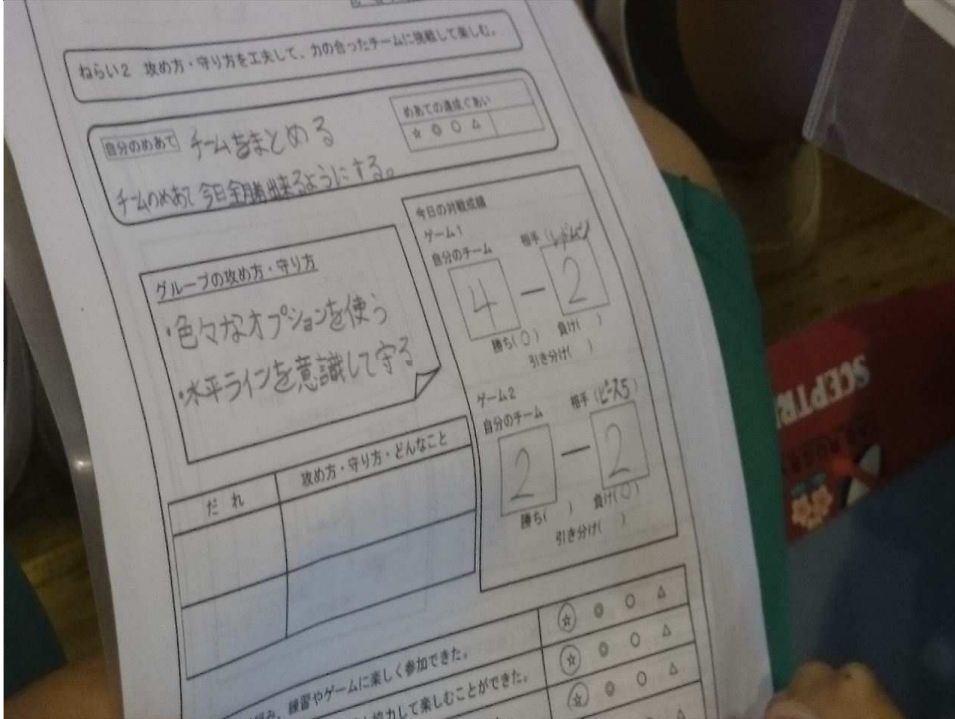 ねらい2 攻め方・守り方を工夫して、力の合ったチームに挑戦して楽しむ。
自分のめあて チームをまとめる
チームのめあて 今日全勝出来るようにする。
めあての達成ぐあい
☆ ◎ ○ △
グループの攻め方・守り方
・色々なオプションを使う
・水平ラインを意識して守る
今日の対戦成績
ゲーム1
自分のチーム 相手(
4 — 2
勝ち(○) 負け( )
引き分け( )
ゲーム2
自分のチーム 相手(ピース5)
2 — 2
勝ち( ) 負け(○)
引き分け( )
だれ 攻め方・守り方・どんなこと
、練習やゲームに楽しく参加できた。 ☆ ◎ ○ △
協力して楽しむことができた。 ☆ ◎ ○ △
☆ ◎ ○ △
SCEPTR